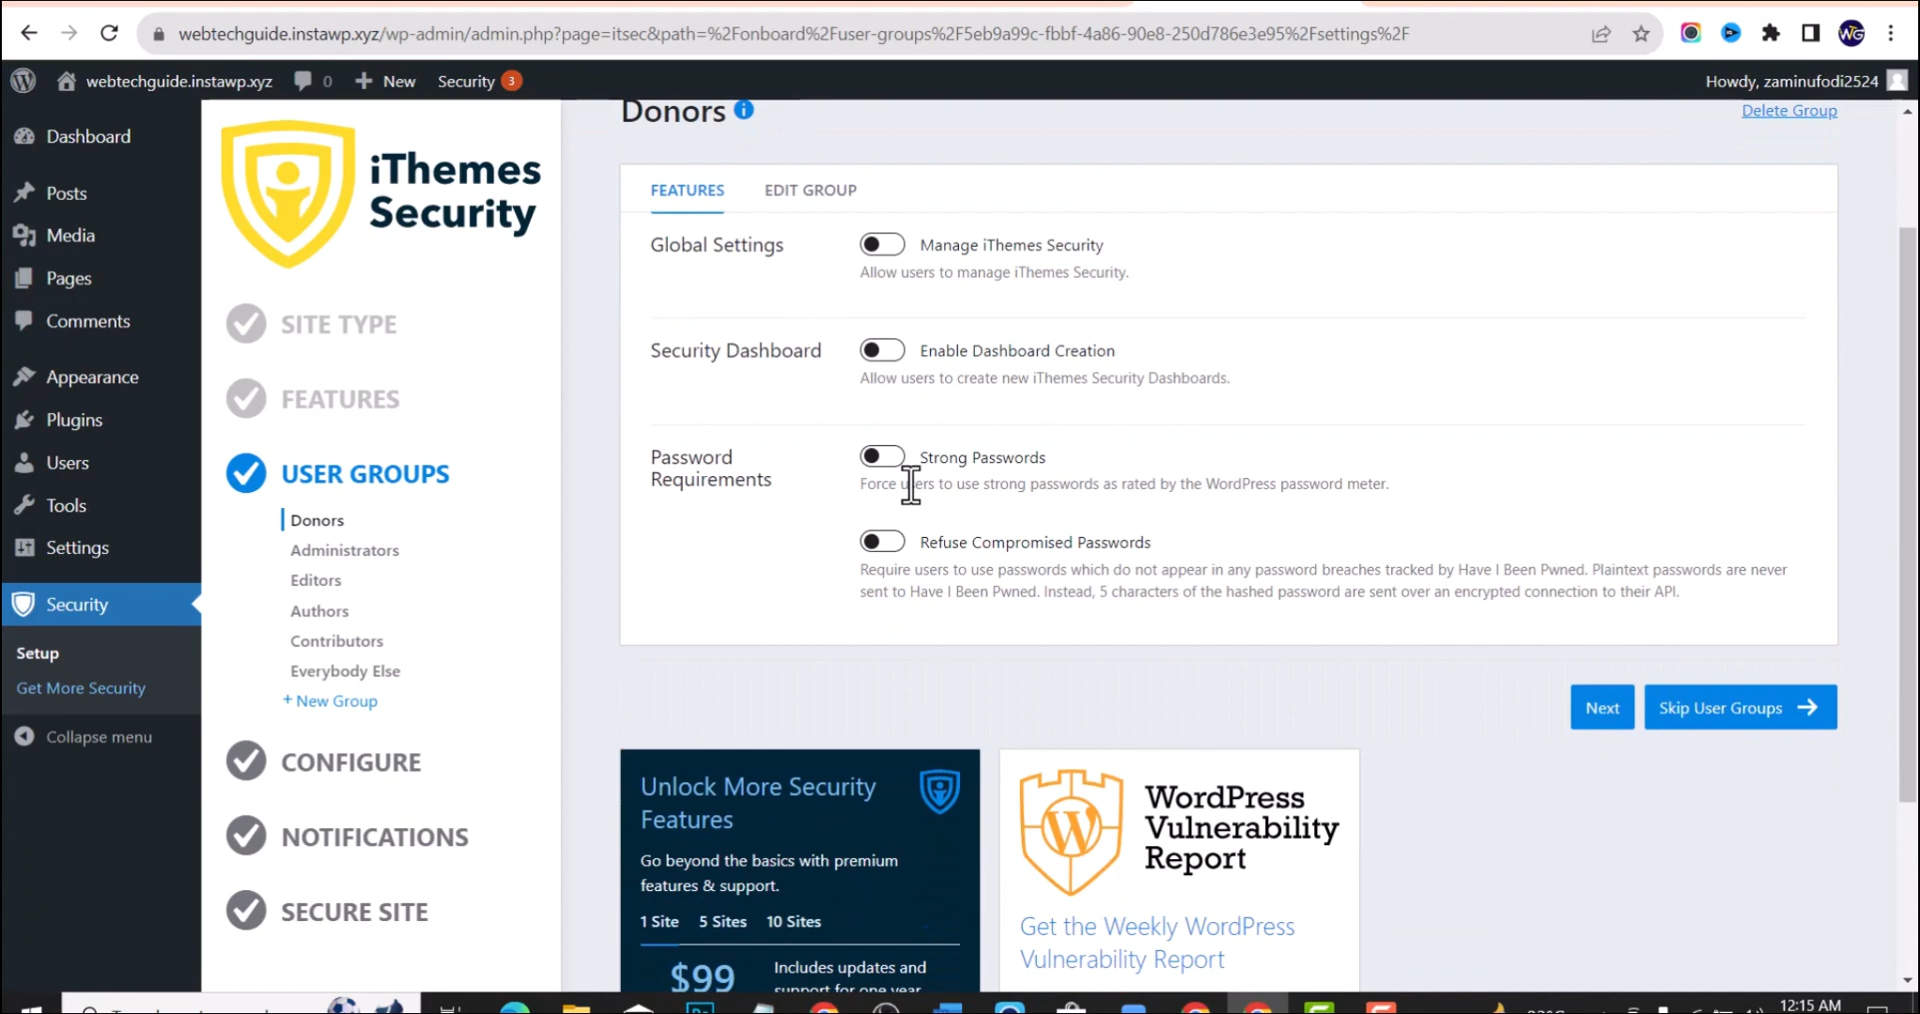 webtechguide.instawp.xyz/wp-admin/admin.php?page=itsec&path=%2Fonboard%2Fuser-groups%2F5eb9a99c-fbbf-4a86-90e8-250d786e3e95%2Fsettings%2F
webtechguide.instawp.xyz 0 New Security 3 Howdy, zaminufodi2524
Dashboard
Posts
Media
Pages
Comments
Appearance
Plugins
Users
Tools
Settings
Security
Setup
Get More Security
Collapse menu
iThemes
Security
SITE TYPE
FEATURES
USER GROUPS
Donors
Administrators
Editors
Authors
Contributors
Everybody Else
+ New Group
CONFIGURE
NOTIFICATIONS
SECURE SITE
Donors
Delete Group
FEATURES EDIT GROUP
Global Settings
Manage iThemes Security
Allow users to manage iThemes Security.
Security Dashboard
Enable Dashboard Creation
Allow users to create new iThemes Security Dashboards.
Password
Requirements
Strong Passwords
Force users to use strong passwords as rated by the WordPress password meter.
Refuse Compromised Passwords
Require users to use passwords which do not appear in any password breaches tracked by Have I Been Pwned. Plaintext passwords are never
sent to Have I Been Pwned. Instead, 5 characters of the hashed password are sent over an encrypted connection to their API.
Next Skip User Groups
Unlock More Security
Features
Go beyond the basics with premium
features & support.
1 Site 5 Sites 10 Sites
$99
Includes updates and
support for one year
WordPress
Vulnerability
Report
Get the Weekly WordPress
Vulnerability Report
12:15 AM